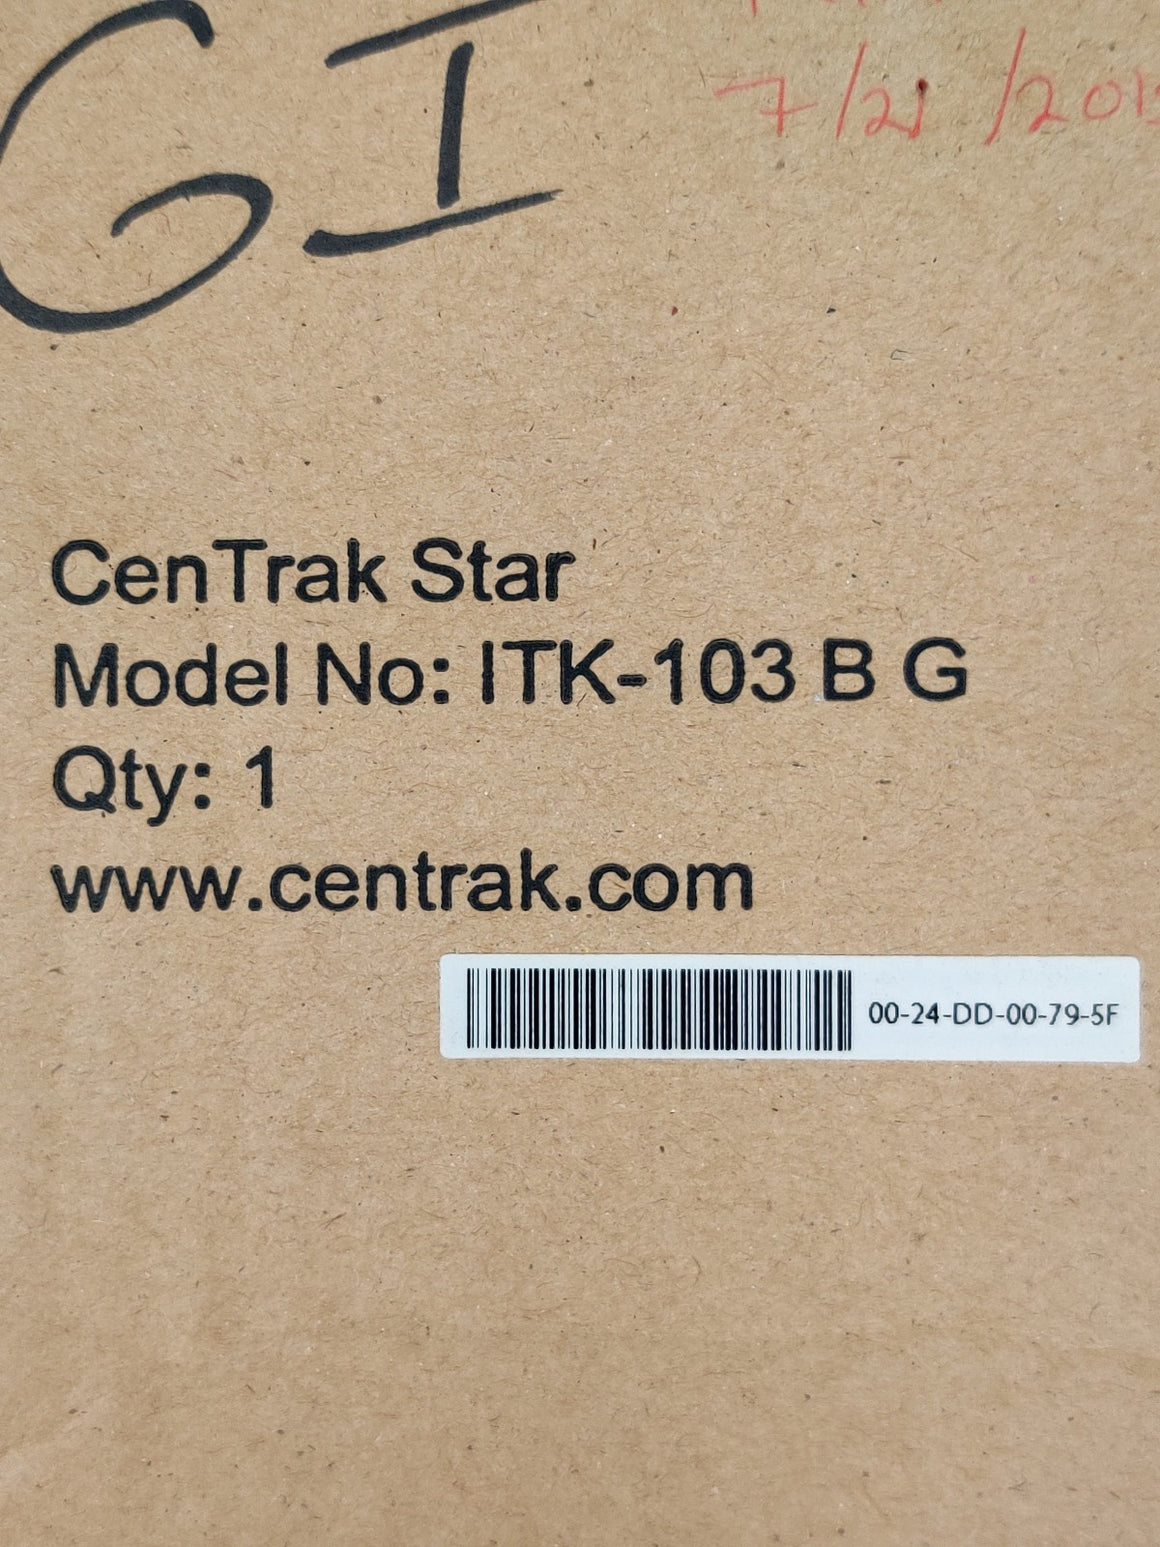 GI
7/21/201
CenTrak Star
Model No: ITK-103 B G
Qty: 1
www.centrak.com
00-24-DD-00-79-5F